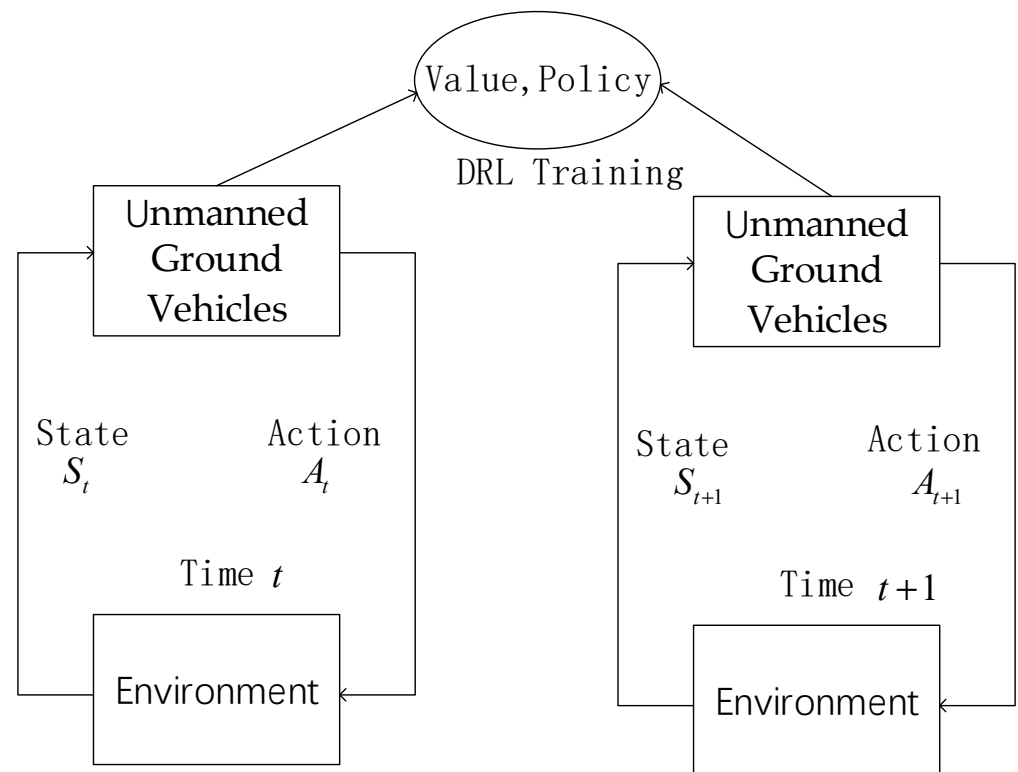 Value,Policy
DRL Training
Unmanned
Ground
Vehicles
State
S_t
Action
A_t
Time t
Environment
Unmanned
Ground
Vehicles
State
S_{t+1}
Action
A_{t+1}
Time t+1
Environment